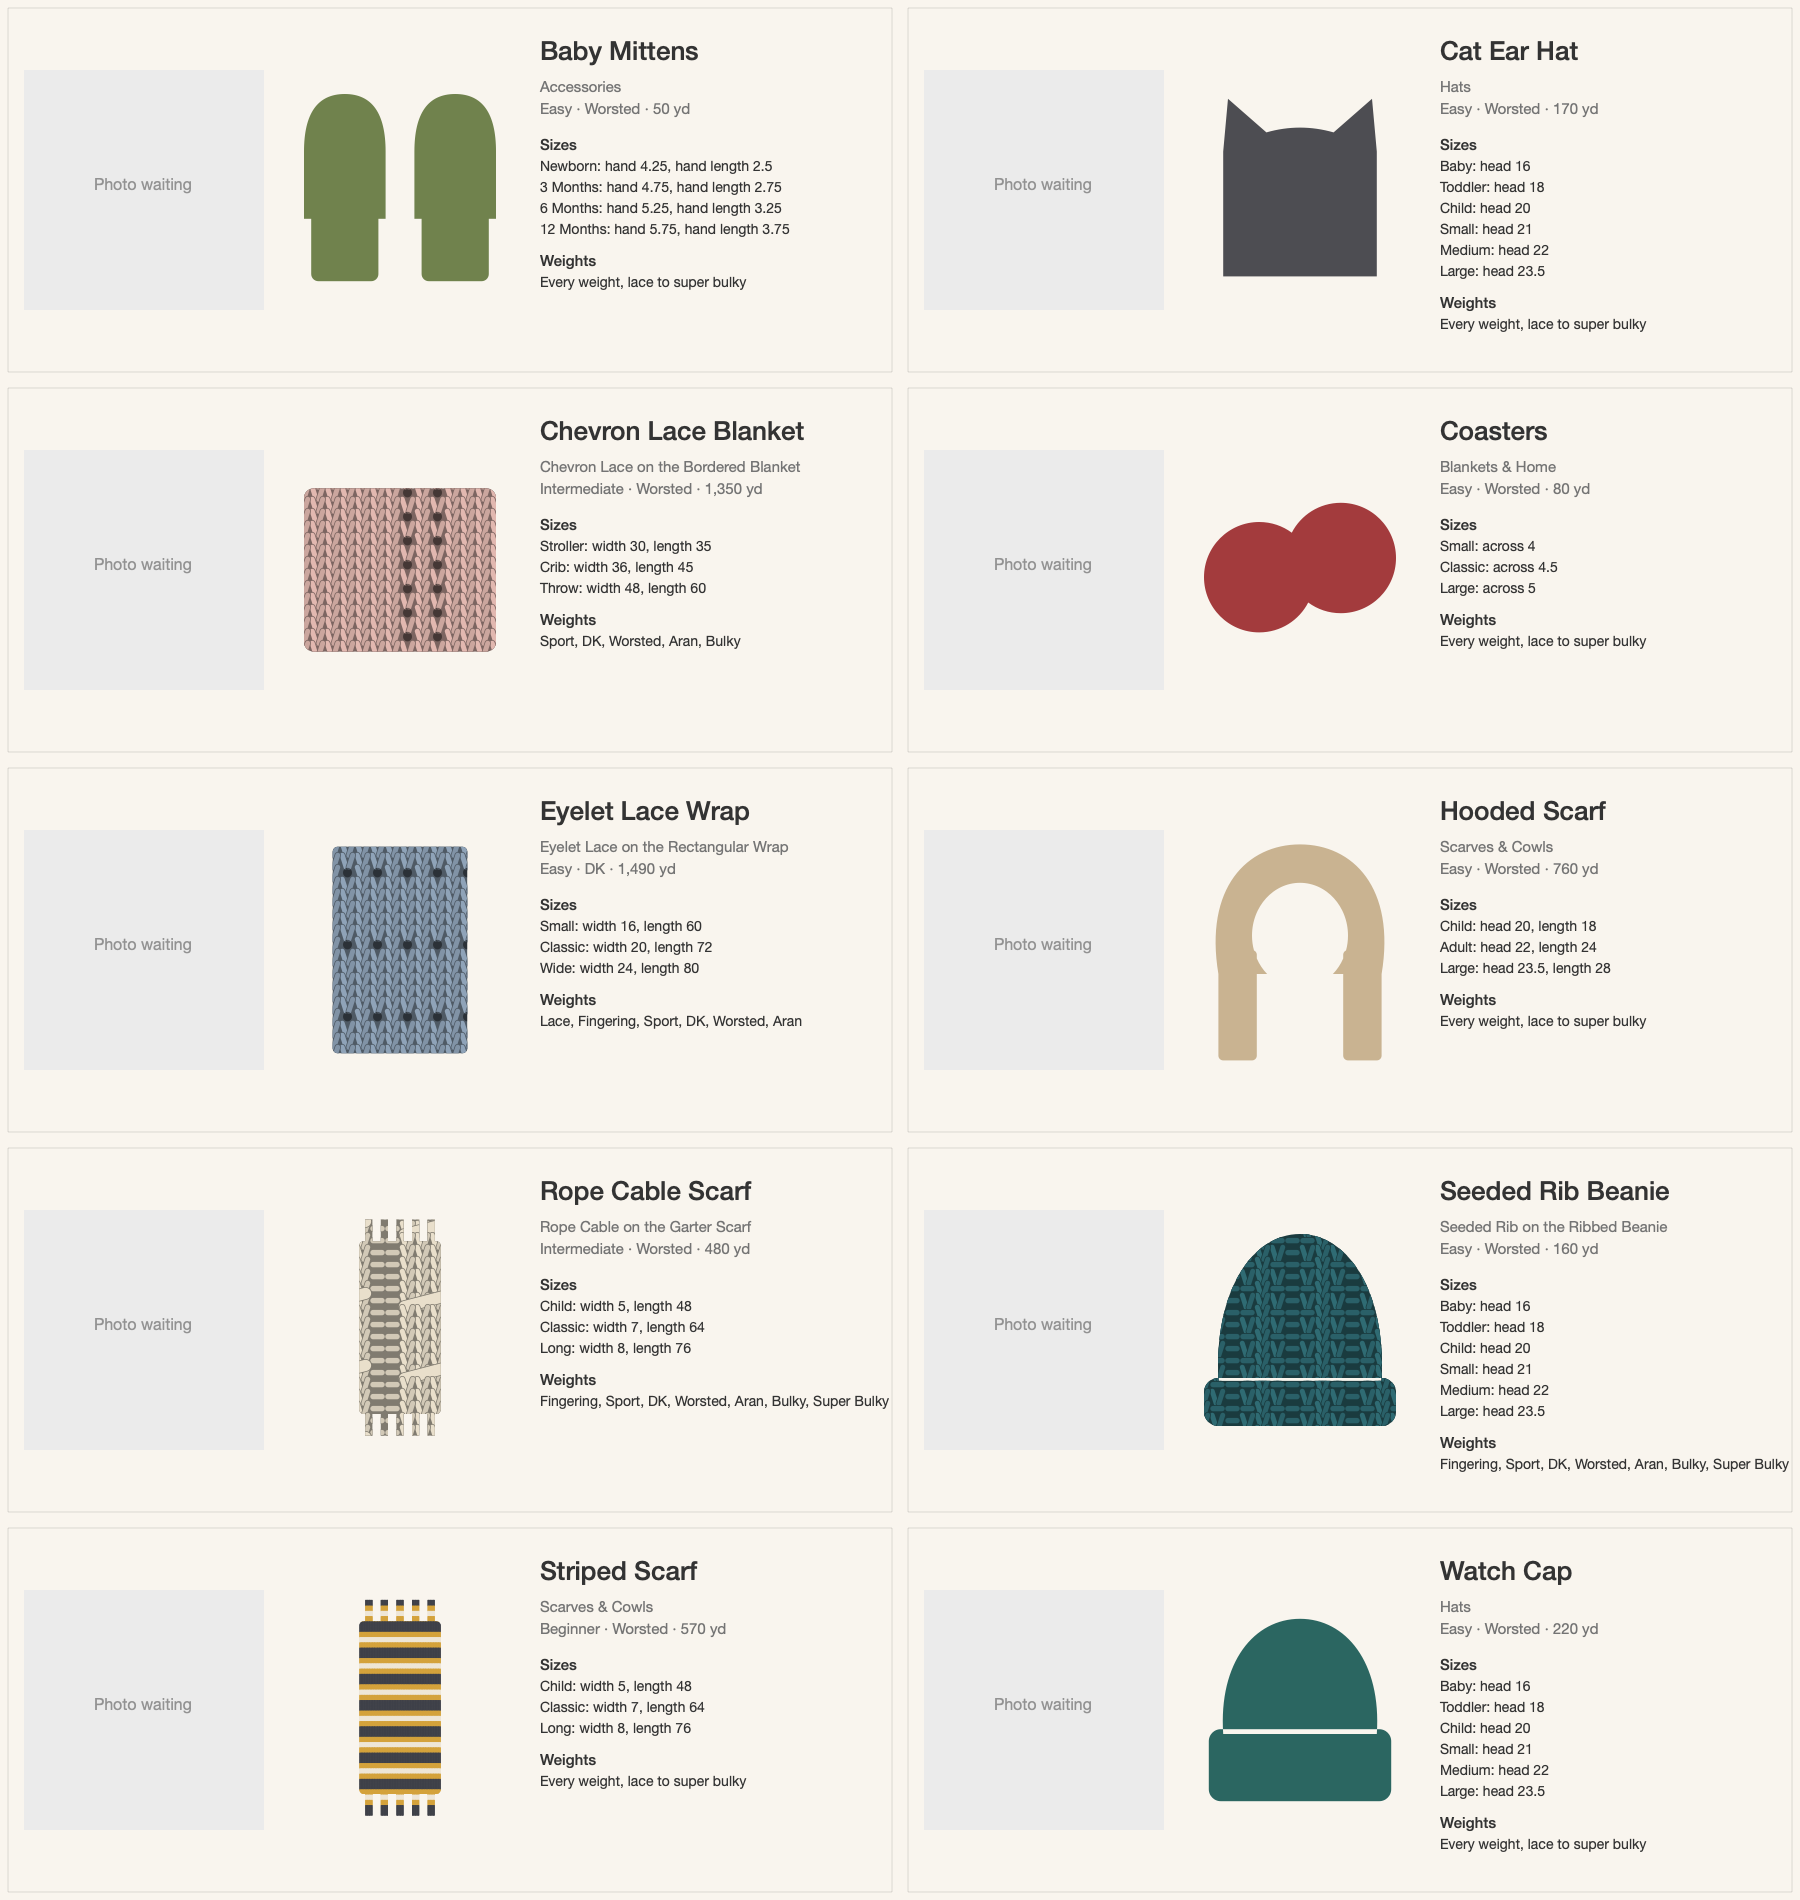 Baby Mittens
Accessories
Easy · Worsted · 50 yd
Photo waiting
Sizes
Newborn: hand 4.25, hand length 2.5
3 Months: hand 4.75, hand length 2.75
6 Months: hand 5.25, hand length 3.25
12 Months: hand 5.75, hand length 3.75
Weights
Every weight, lace to super bulky
Cat Ear Hat
Hats
Easy · Worsted · 170 yd
Photo waiting
Sizes
Baby: head 16
Toddler: head 18
Child: head 20
Small: head 21
Medium: head 22
Large: head 23.5
Weights
Every weight, lace to super bulky
Chevron Lace Blanket
Chevron Lace on the Bordered Blanket
Intermediate · Worsted · 1,350 yd
Photo waiting
Sizes
Stroller: width 30, length 35
Crib: width 36, length 45
Throw: width 48, length 60
Weights
Sport, DK, Worsted, Aran, Bulky
Coasters
Blankets & Home
Easy · Worsted · 80 yd
Photo waiting
Sizes
Small: across 4
Classic: across 4.5
Large: across 5
Weights
Every weight, lace to super bulky
Eyelet Lace Wrap
Eyelet Lace on the Rectangular Wrap
Easy · DK · 1,490 yd
Photo waiting
Sizes
Small: width 16, length 60
Classic: width 20, length 72
Wide: width 24, length 80
Weights
Lace, Fingering, Sport, DK, Worsted, Aran
Hooded Scarf
Scarves & Cowls
Easy · Worsted · 760 yd
Photo waiting
Sizes
Child: head 20, length 18
Adult: head 22, length 24
Large: head 23.5, length 28
Weights
Every weight, lace to super bulky
Rope Cable Scarf
Rope Cable on the Garter Scarf
Intermediate · Worsted · 480 yd
Photo waiting
Sizes
Child: width 5, length 48
Classic: width 7, length 64
Long: width 8, length 76
Weights
Fingering, Sport, DK, Worsted, Aran, Bulky, Super Bulky
Seeded Rib Beanie
Seeded Rib on the Ribbed Beanie
Easy · Worsted · 160 yd
Photo waiting
Sizes
Baby: head 16
Toddler: head 18
Child: head 20
Small: head 21
Medium: head 22
Large: head 23.5
Weights
Fingering, Sport, DK, Worsted, Aran, Bulky, Super Bulky
Striped Scarf
Scarves & Cowls
Beginner · Worsted · 570 yd
Photo waiting
Sizes
Child: width 5, length 48
Classic: width 7, length 64
Long: width 8, length 76
Weights
Every weight, lace to super bulky
Watch Cap
Hats
Easy · Worsted · 220 yd
Photo waiting
Sizes
Baby: head 16
Toddler: head 18
Child: head 20
Small: head 21
Medium: head 22
Large: head 23.5
Weights
Every weight, lace to super bulky